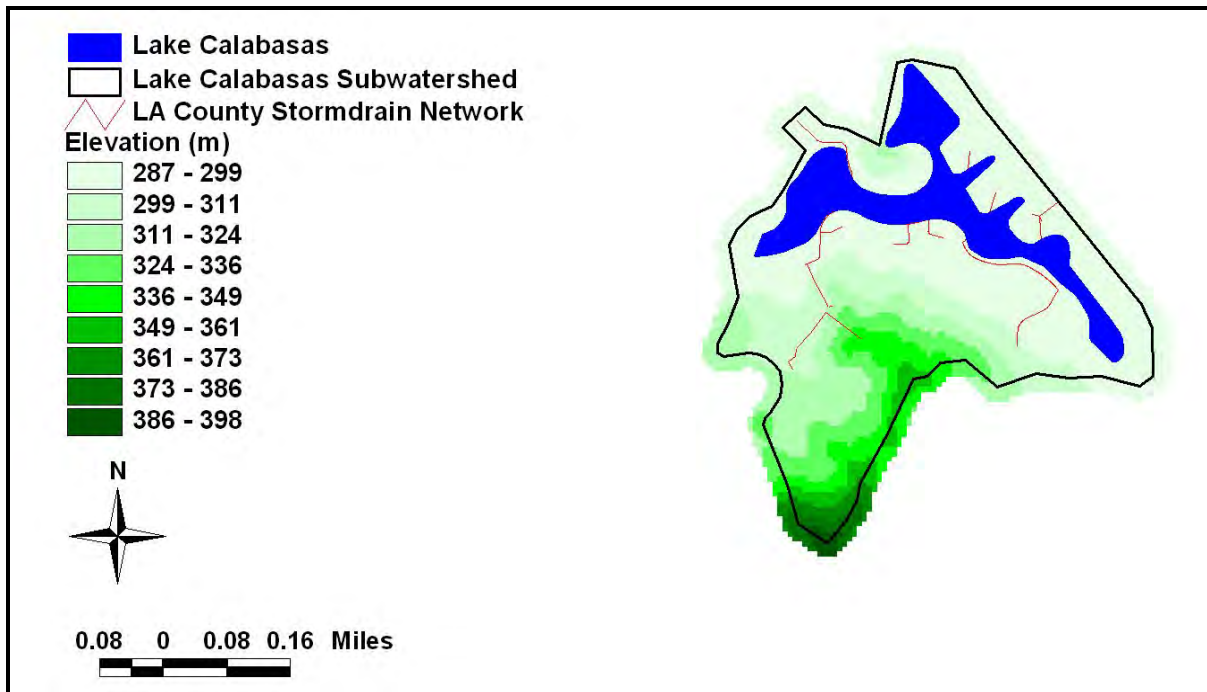 Lake Calabasas
Lake Calabasas Subwatershed
LA County Stormdrain Network
Elevation (m)
287 - 299
299 - 311
311 - 324
324 - 336
336 - 349
349 - 361
361 - 373
373 - 386
386 - 398
N
0.08 0 0.08 0.16 Miles